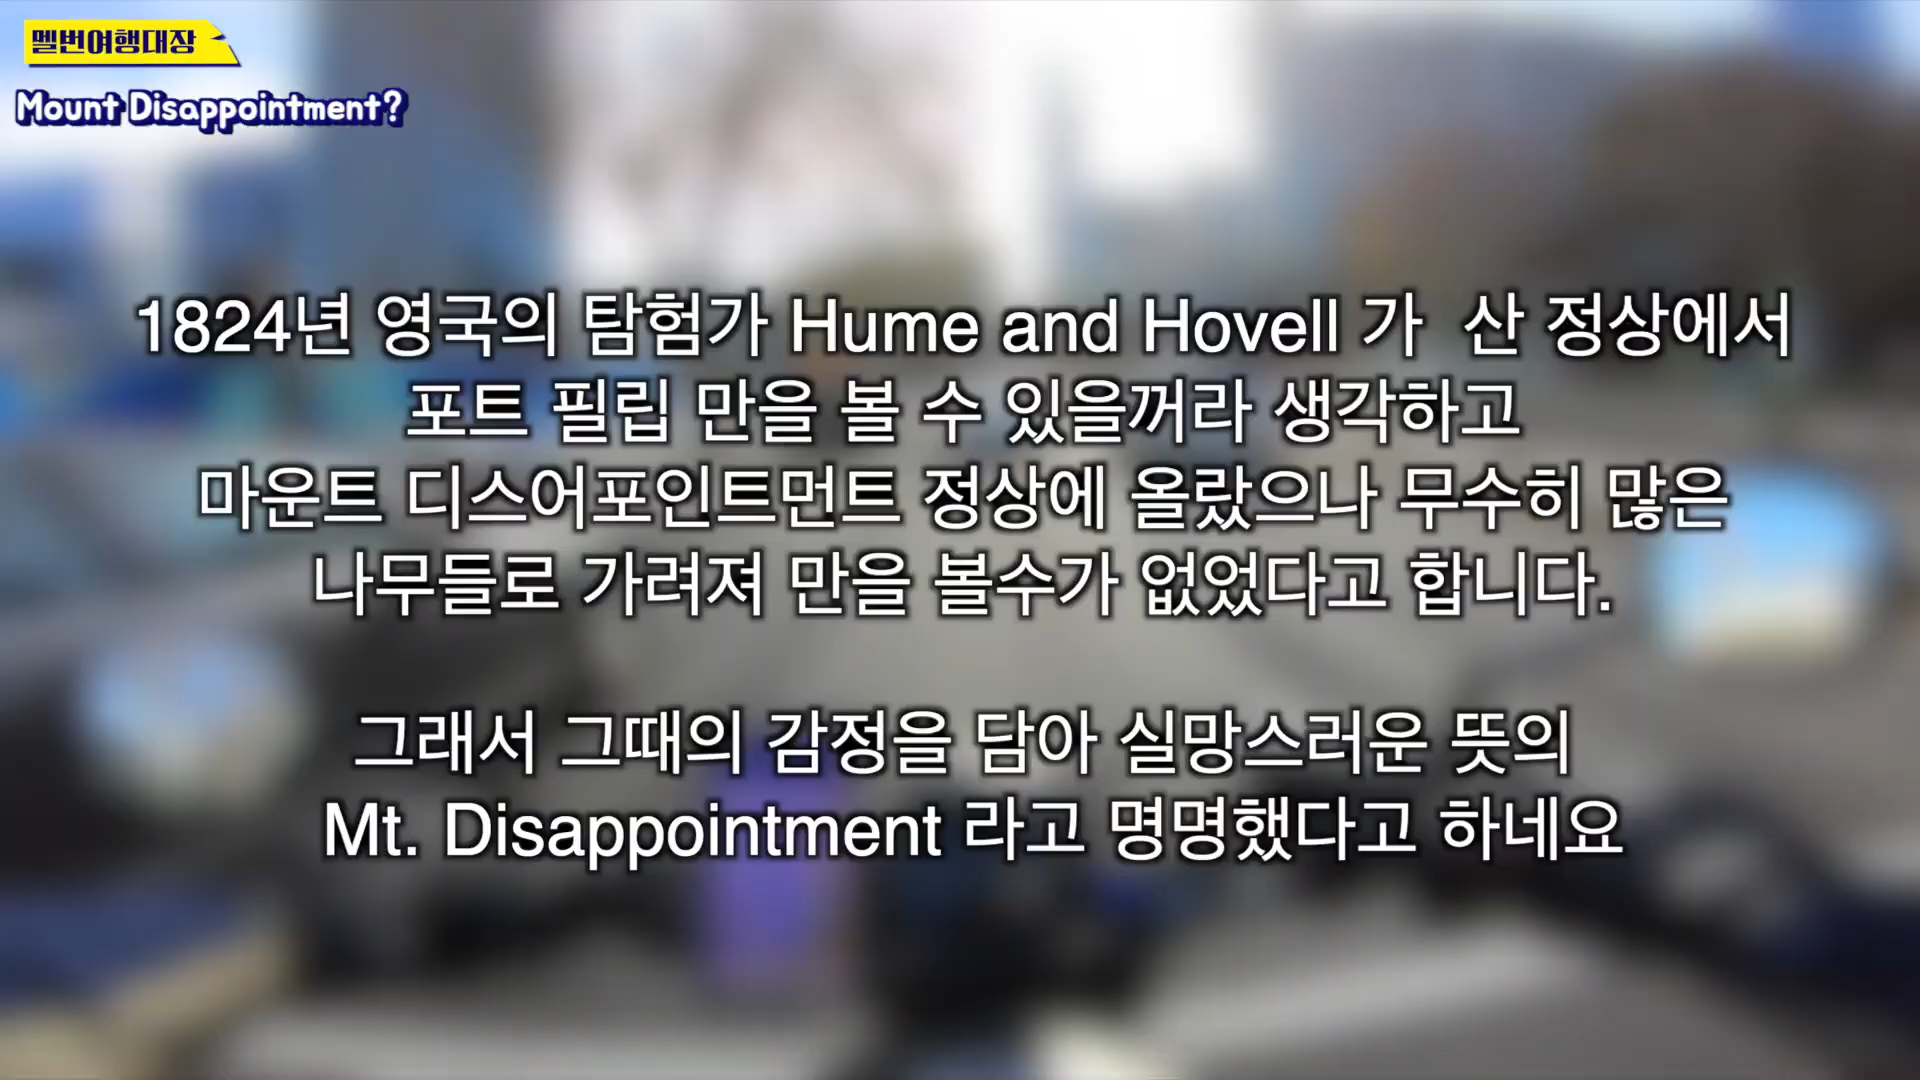 멜번여행대장
Mount Disappointment?
1824년 영국의 탐험가 Hume and Hovell 가 산 정상에서
포트 필립 만을 볼 수 있을꺼라 생각하고
마운트 디스어포인트먼트 정상에 올랐으나 무수히 많은
나무들로 가려져 만을 볼수가 없었다고 합니다.
그래서 그때의 감정을 담아 실망스러운 뜻의
Mt. Disappointment 라고 명명했다고 하네요